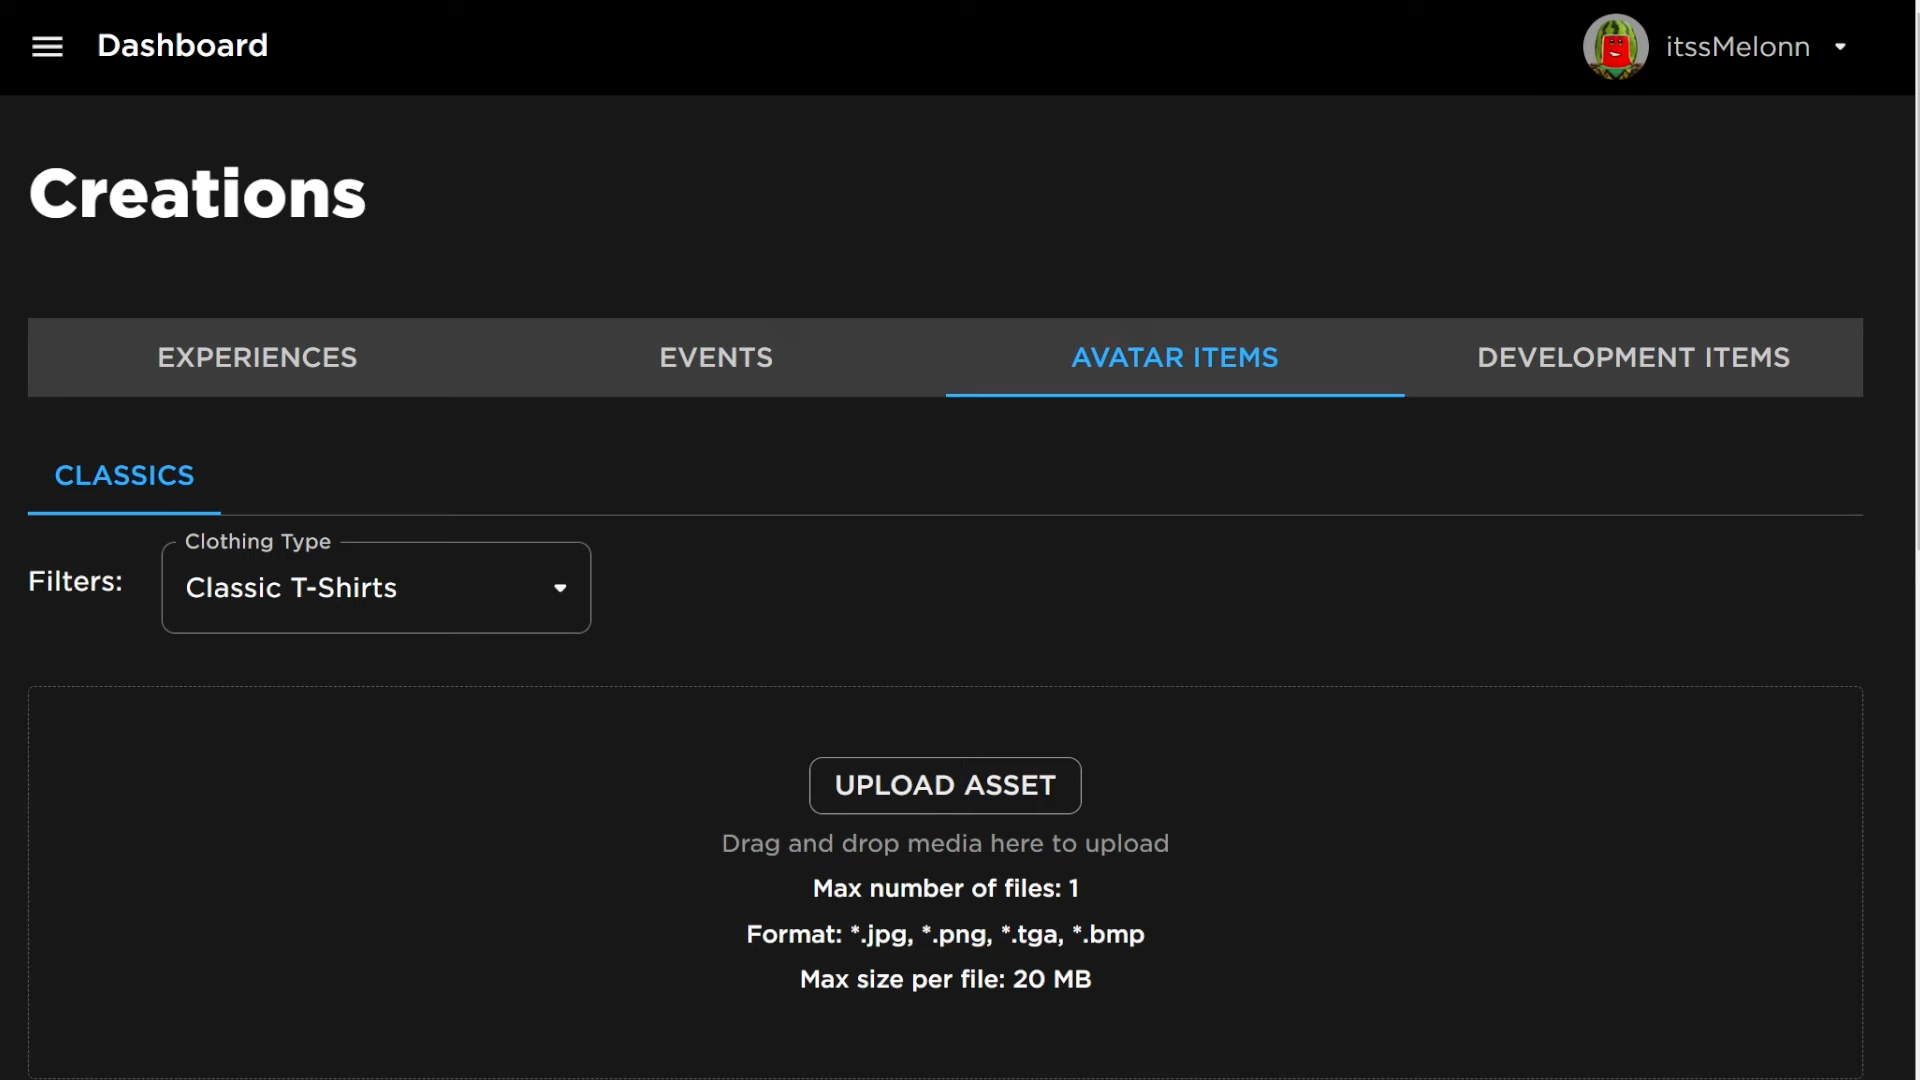 Dashboard
itssMelonn
Creations
EXPERIENCES
EVENTS
AVATAR ITEMS
DEVELOPMENT ITEMS
CLASSICS
Clothing Type
Filters:
Classic T-Shirts
UPLOAD ASSET
Drag and drop media here to upload
Max number of files: 1
Format: *.jpg, *.png, *.tga, *.bmp
Max size per file: 20 MB